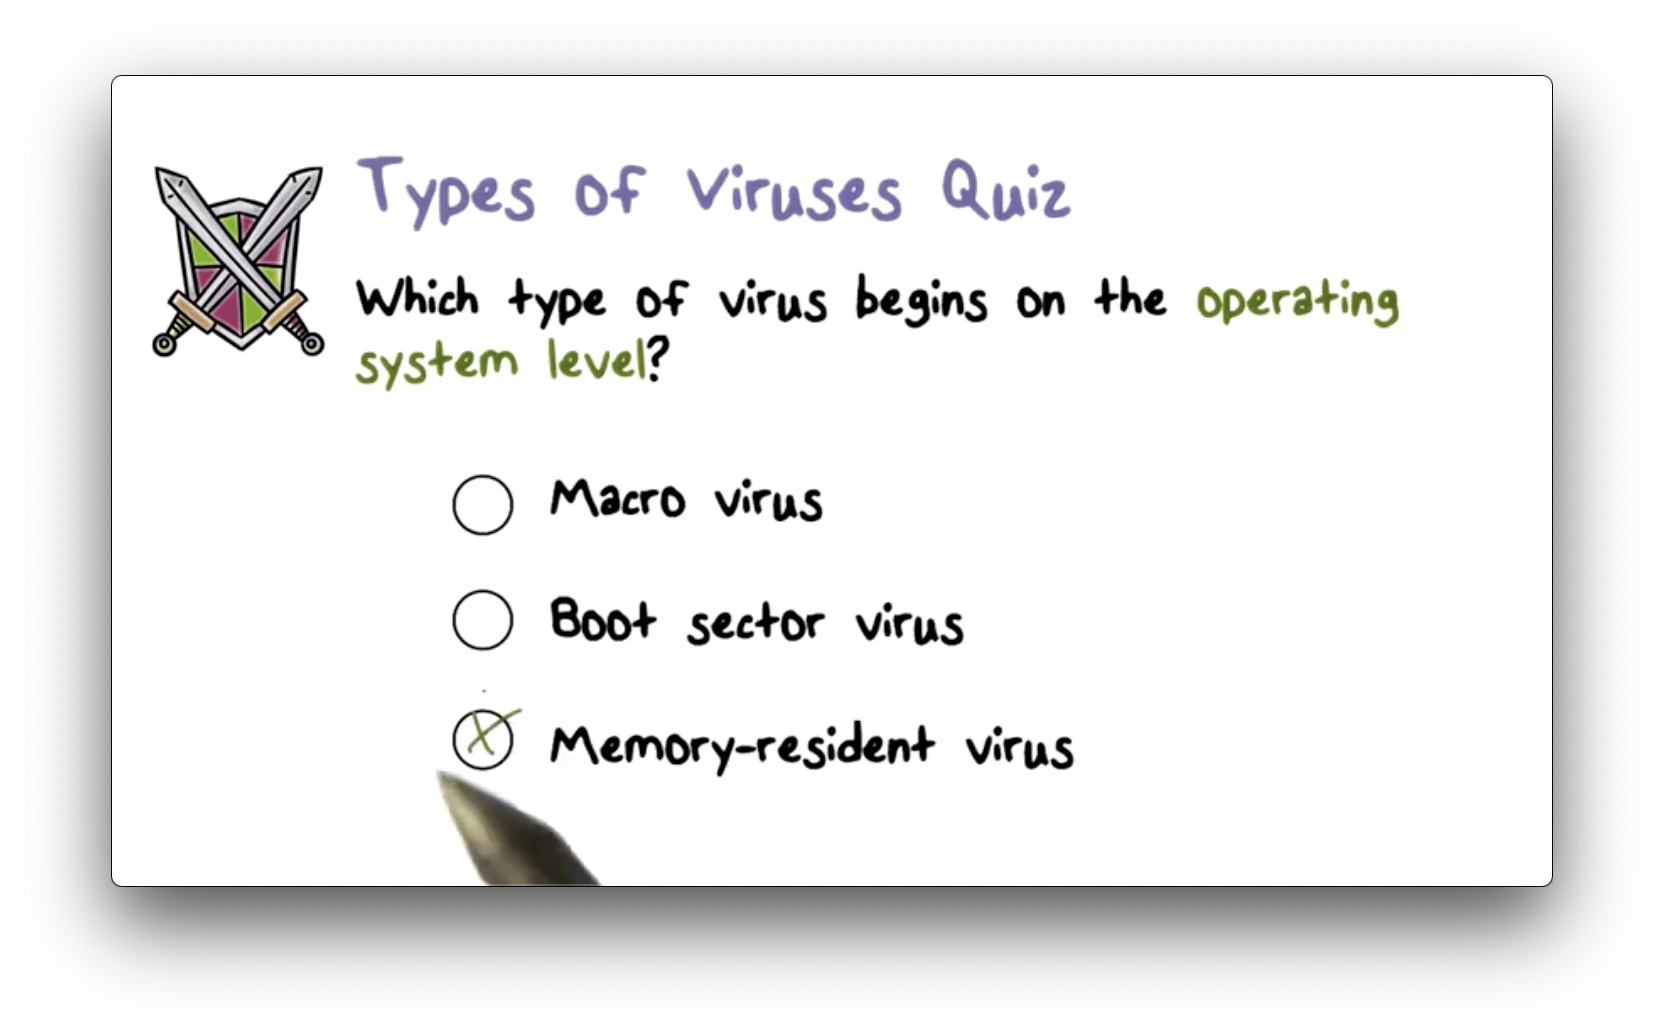 Types of Viruses Quiz
Which type of virus begins on the operating
system level?
Macro virus
Boot sector virus
Memory-resident virus